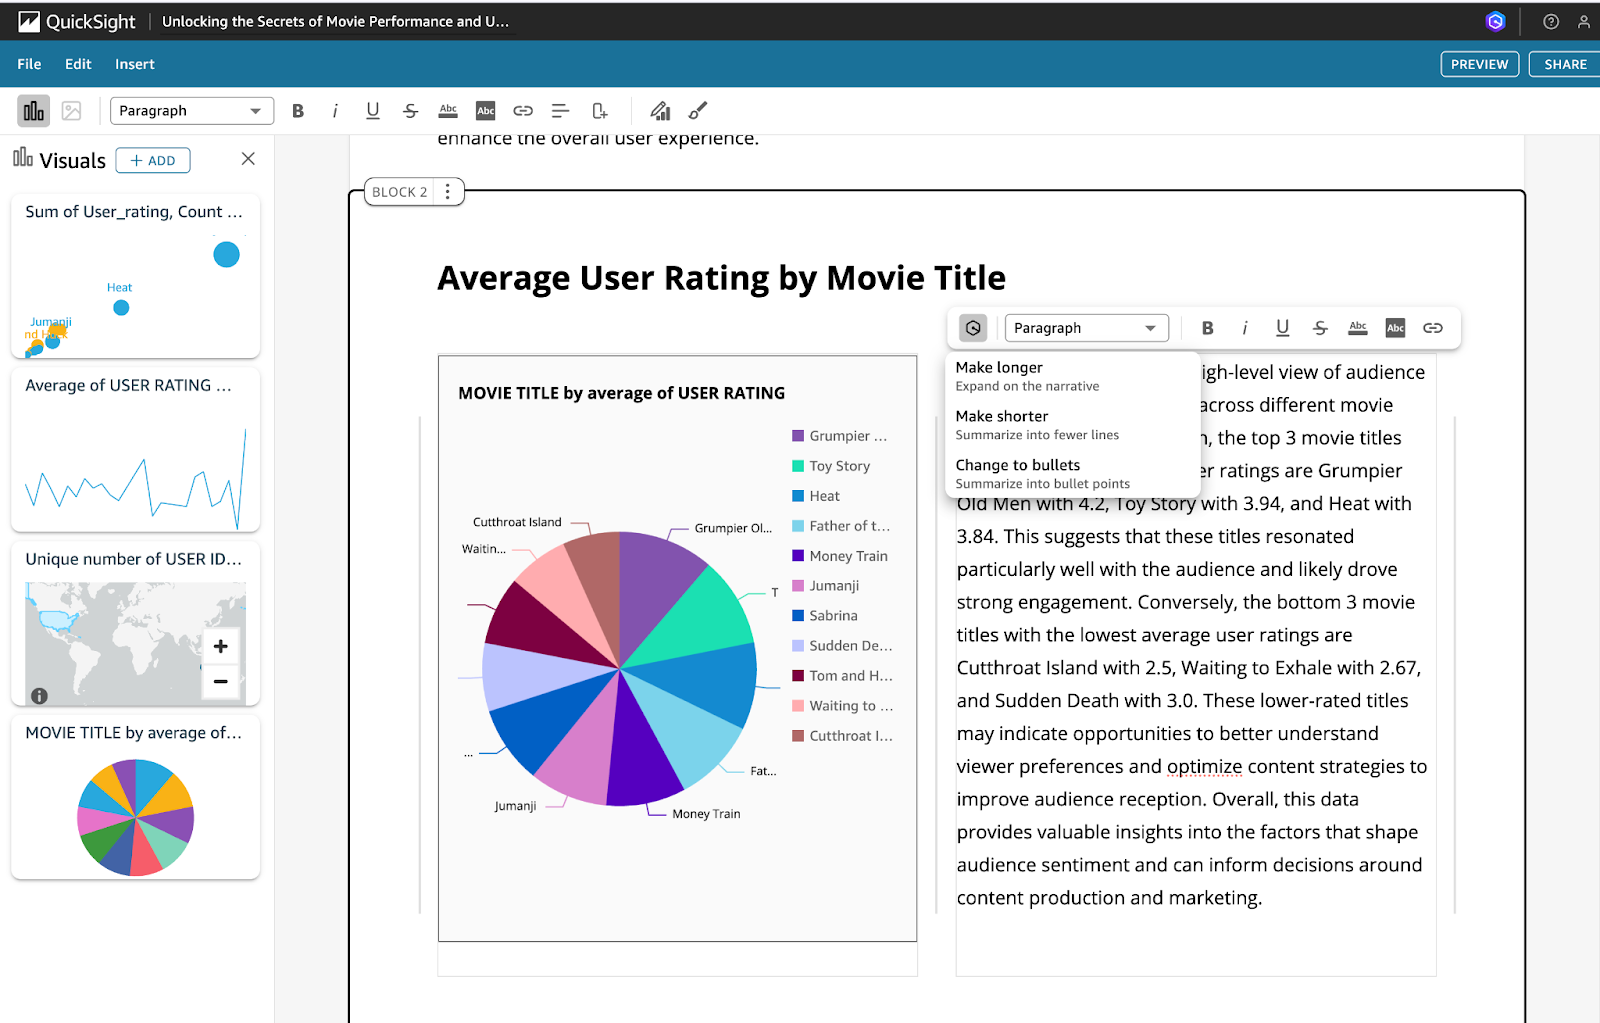 QuickSight
Unlocking the Secrets of Movie Performance and U...
File
Edit
Insert
PREVIEW
SHARE
Paragraph
B
i
U
S
Abc
Abc
Visuals
+ ADD
Sum of User_rating, Count ...
Heat
Jumanji
nd Huck
Average of USER RATING ...
Unique number of USER ID...
+
−
i
MOVIE TITLE by average of...
enhance the overall user experience.
BLOCK 2
Average User Rating by Movie Title
Paragraph
B
i
U
S
Abc
Abc
Make longer
Expand on the narrative
Make shorter
Summarize into fewer lines
Change to bullets
Summarize into bullet points
MOVIE TITLE by average of USER RATING
Grumpier ...
Toy Story
Heat
Father of t...
Money Train
Jumanji
Sabrina
Sudden De...
Tom and H...
Waiting to ...
Cutthroat I...
Cutthroat Island
Grumpier Ol...
Waitin...
T
...
Fat...
Jumanji
Money Train
igh-level view of audience
across different movie
, the top 3 movie titles
er ratings are Grumpier
Old Men with 4.2, Toy Story with 3.94, and Heat with
3.84. This suggests that these titles resonated
particularly well with the audience and likely drove
strong engagement. Conversely, the bottom 3 movie
titles with the lowest average user ratings are
Cutthroat Island with 2.5, Waiting to Exhale with 2.67,
and Sudden Death with 3.0. These lower-rated titles
may indicate opportunities to better understand
viewer preferences and optimize content strategies to
improve audience reception. Overall, this data
provides valuable insights into the factors that shape
audience sentiment and can inform decisions around
content production and marketing.